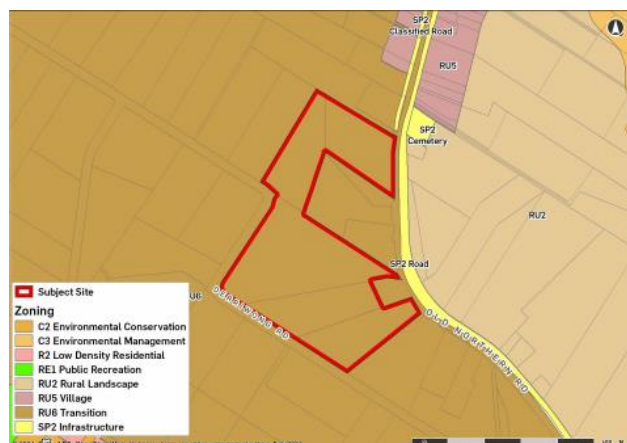 SP2
Classified Road
RU5
SP2
Cemetery
RU2
SP2 Road
OLD NORTHERN RD
RU6
DERRIWONG RD
Subject Site
Zoning
C2 Environmental Conservation
C3 Environmental Management
R2 Low Density Residential
RE1 Public Recreation
RU2 Rural Landscape
RU5 Village
RU6 Transition
SP2 Infrastructure